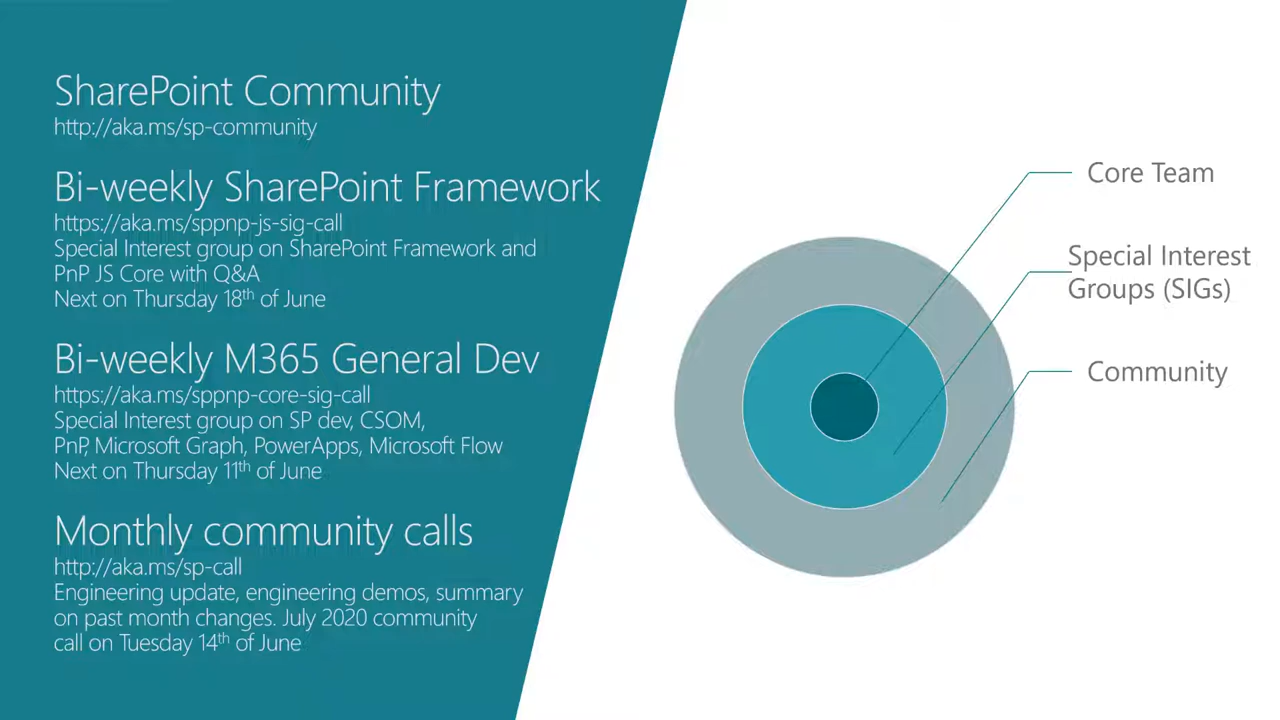 SharePoint Community
http://aka.ms/sp-community
Bi-weekly SharePoint Framework
https://aka.ms/sppnp-js-sig-call
Special Interest group on SharePoint Framework and
PnP JS Core with Q&A
Next on Thursday 18th of June
Bi-weekly M365 General Dev
https://aka.ms/sppnp-core-sig-call
Special Interest group on SP dev, CSOM,
PnP, Microsoft Graph, PowerApps, Microsoft Flow
Next on Thursday 11th of June
Monthly community calls
http://aka.ms/sp-call
Engineering update, engineering demos, summary
on past month changes. July 2020 community
call on Tuesday 14th of June
Core Team
Special Interest
Groups (SIGs)
Community